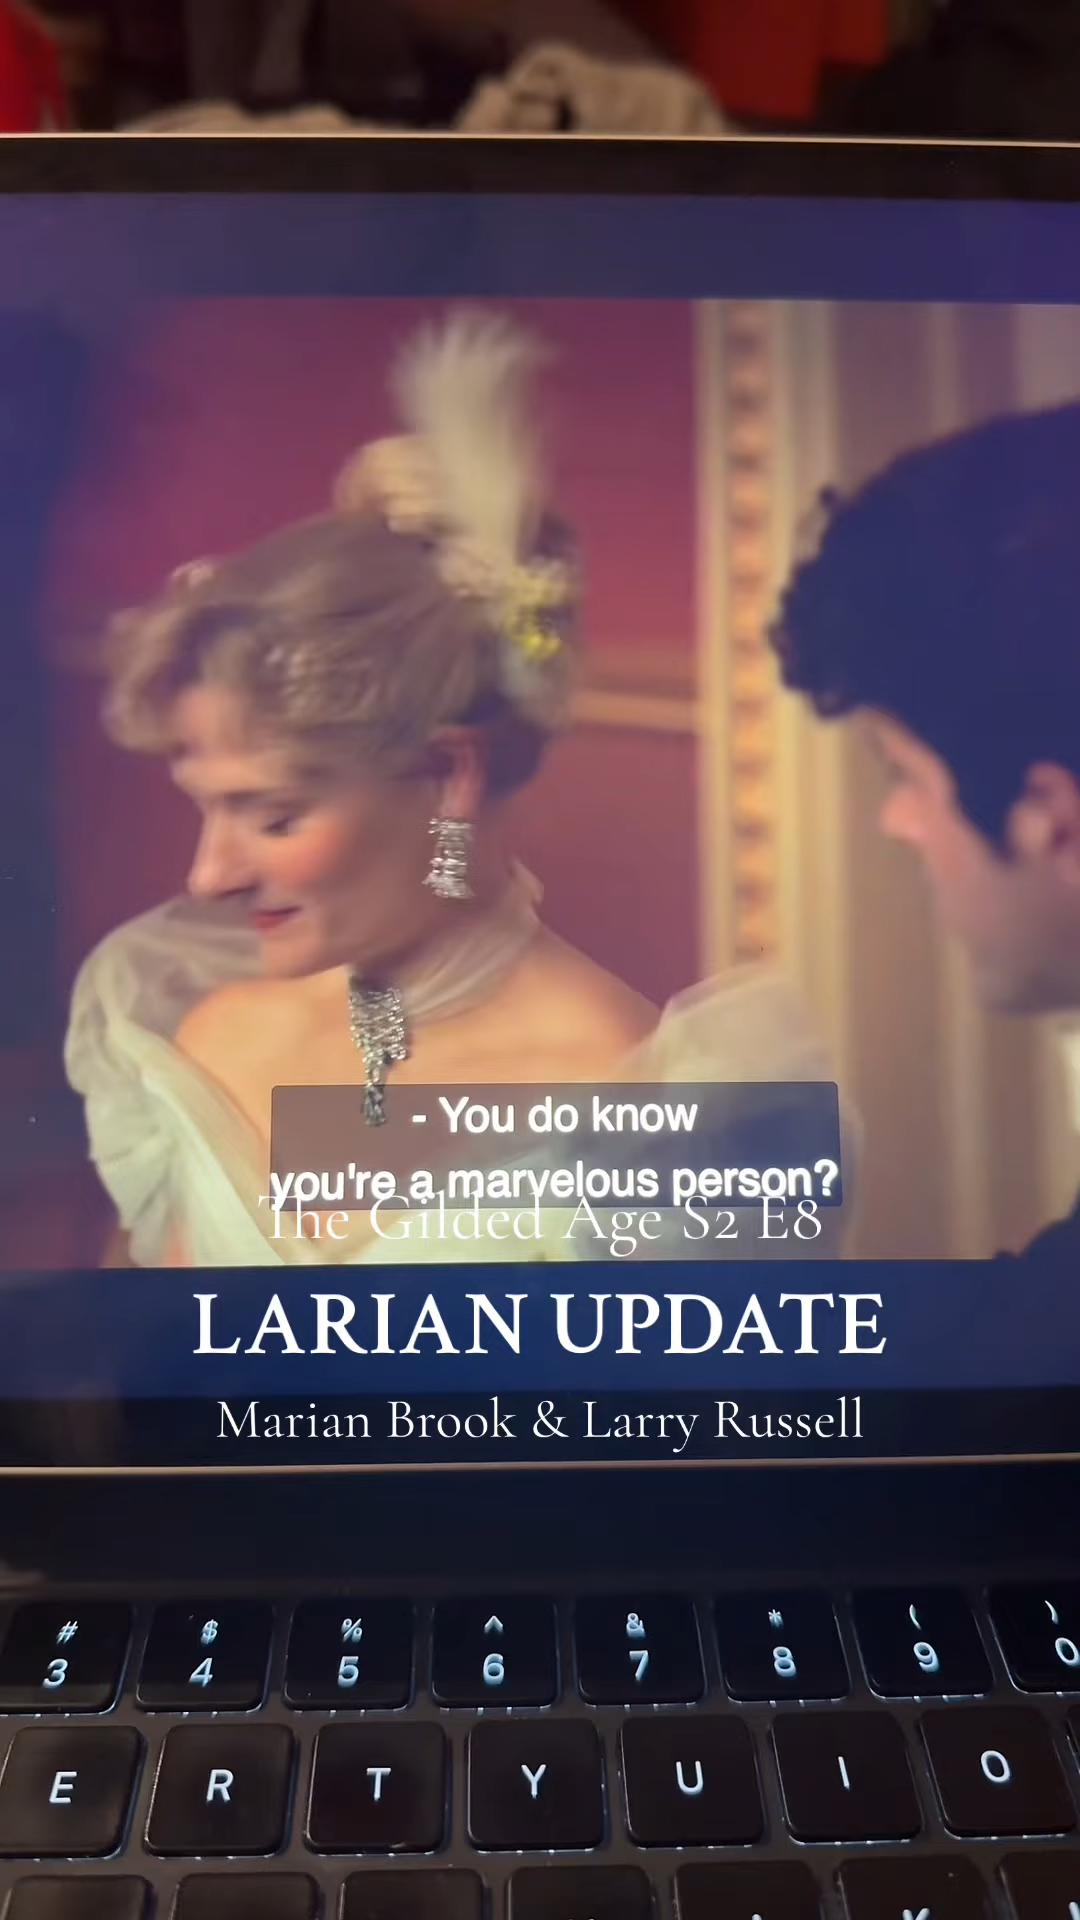 - You do know
you're a marvelous person?
The Gilded Age S2 E8
LARIAN UPDATE
Marian Brook & Larry Russell
# $ % ^ & * ( )
3 4 5 6 7 8 9 0
E R T Y U I O